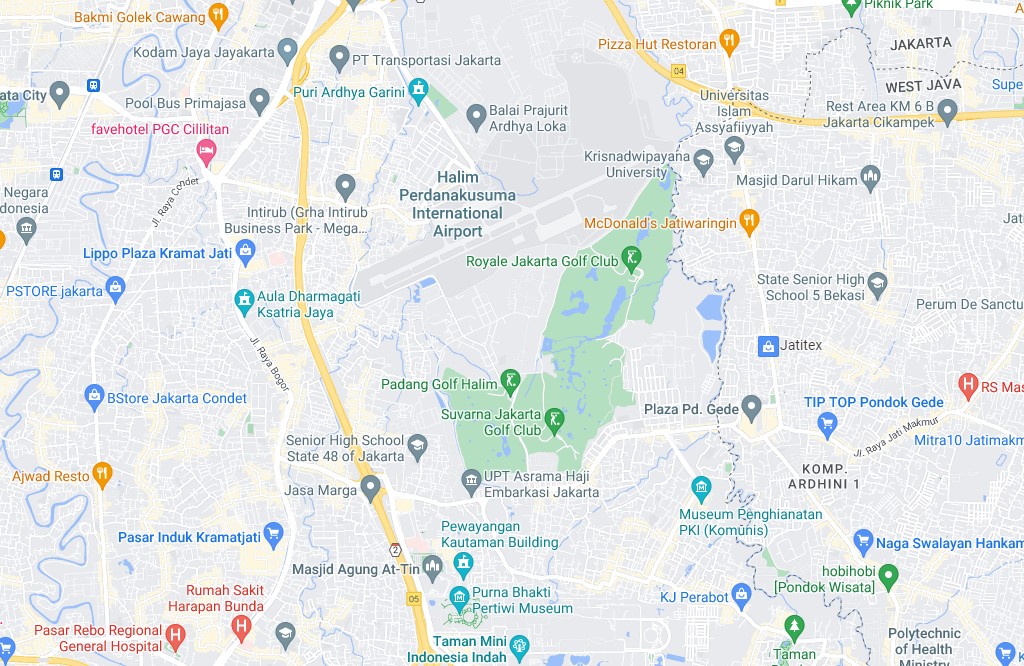 Bakmi Golek Cawang
Piknik Park
Pizza Hut Restoran
JAKARTA
Kodam Jaya Jayakarta
PT Transportasi Jakarta
04
WEST JAVA
Supe
ata City
Pool Bus Primajasa
Puri Ardhya Garini
Balai Prajurit
Ardhya Loka
Universitas
Islam
Assyafiiyyah
Rest Area KM 6 B
Jakarta Cikampek
favehotel PGC Cililitan
Krisnadwipayana
University
Masjid Darul Hikam
Negara
donesia
Jl. Raya Condet
Halim
Perdanakusuma
International
Airport
Intirub (Grha Intirub
Business Park - Mega...
McDonald's Jatiwaringin
Jat
Lippo Plaza Kramat Jati
Royale Jakarta Golf Club
PSTORE jakarta
Aula Dharmagati
Ksatria Jaya
State Senior High
School 5 Bekasi
Perum De Sanctu
Jl. Raya Bogor
Jatitex
Padang Golf Halim
RS Mas
BStore Jakarta Condet
Suvarna Jakarta
Golf Club
Plaza Pd. Gede
TIP TOP Pondok Gede
Jl. Raya Jati Makmur
Mitra10 Jatimakm
Senior High School
State 48 of Jakarta
Ajwad Resto
Jasa Marga
UPT Asrama Haji
Embarkasi Jakarta
KOMP.
ARDHINI 1
Museum Penghianatan
PKI (Komunis)
Pasar Induk Kramatjati
Pewayangan
Kautaman Building
2
Naga Swalayan Hankam
Masjid Agung At-Tin
hobihobi
[Pondok Wisata]
05
Purna Bhakti
Pertiwi Museum
KJ Perabot
Rumah Sakit
Harapan Bunda
Pasar Rebo Regional
General Hospital
Taman Mini
Indonesia Indah
Taman
Polytechnic
of Health
Ministry